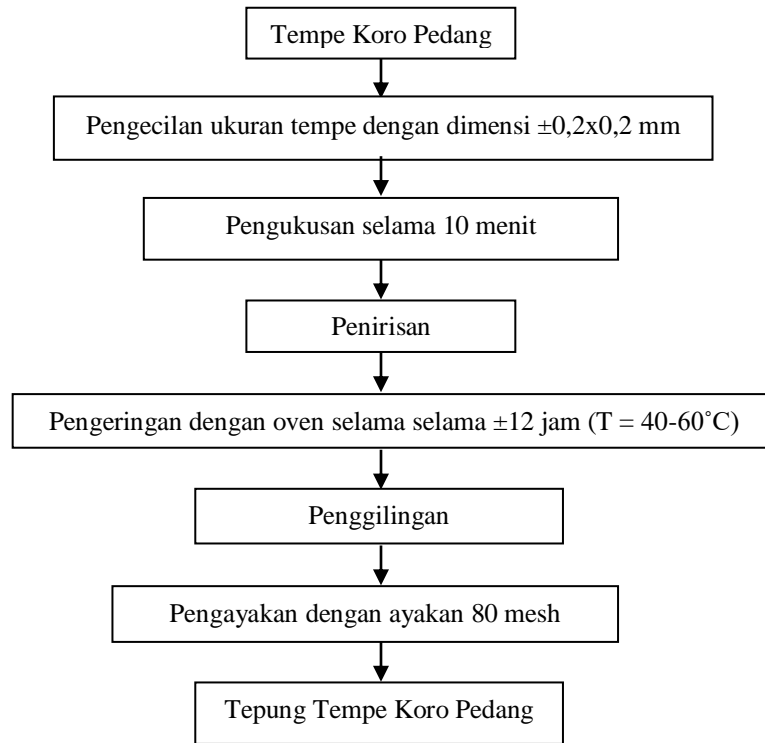 Tempe Koro Pedang
Pengecilan ukuran tempe dengan dimensi ±0,2x0,2 mm
Pengukusan selama 10 menit
Penirisan
Pengeringan dengan oven selama selama ±12 jam (T = 40-60˚C)
Penggilingan
Pengayakan dengan ayakan 80 mesh
Tepung Tempe Koro Pedang